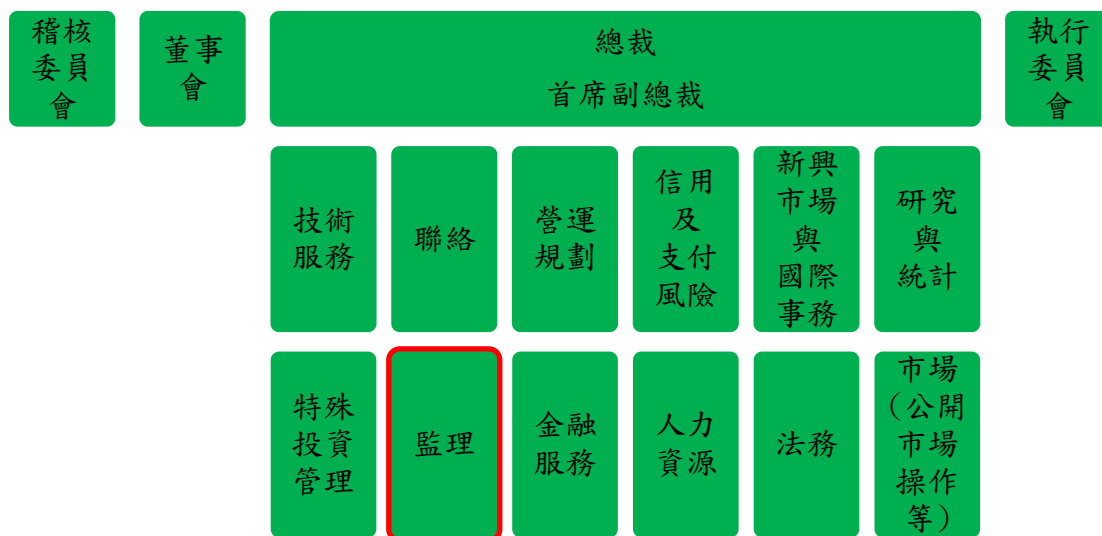 稽核
委員
會
董事
會
總裁
首席副總裁
執行
委員
會
技術
服務
聯絡
營運
規劃
信用
及
支付
風險
新興
市場
與
國際
事務
研究
與
統計
特殊
投資
管理
監理
金融
服務
人力
資源
法務
市場
（公開
市場
操作
等）